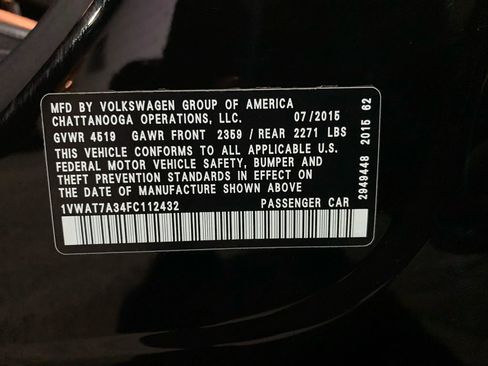 MFD BY VOLKSWAGEN GROUP OF AMERICA
CHATTANOOGA OPERATIONS, LLC. 07/2015
GVWR 4519 GAWR FRONT 2359 / REAR 2271 LBS
THIS VEHICLE CONFORMS TO ALL APPLICABLE U.S.
FEDERAL MOTOR VEHICLE SAFETY, BUMPER AND
THEFT PREVENTION STANDARDS IN EFFECT ON
THE DATE OF MANUFACTURE SHOWN ABOVE
1VWAT7A34FC112432 PASSENGER CAR
2949448 2015 62